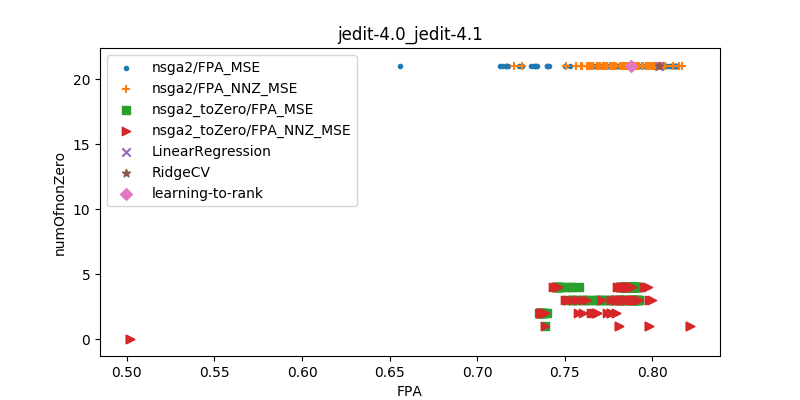 jedit-4.0_jedit-4.1
nsga2/FPA_MSE
nsga2/FPA_NNZ_MSE
nsga2_toZero/FPA_MSE
nsga2_toZero/FPA_NNZ_MSE
LinearRegression
RidgeCV
learning-to-rank
numOfnonZero
20
15
10
5
0
0.50 0.55 0.60 0.65 0.70 0.75 0.80
FPA